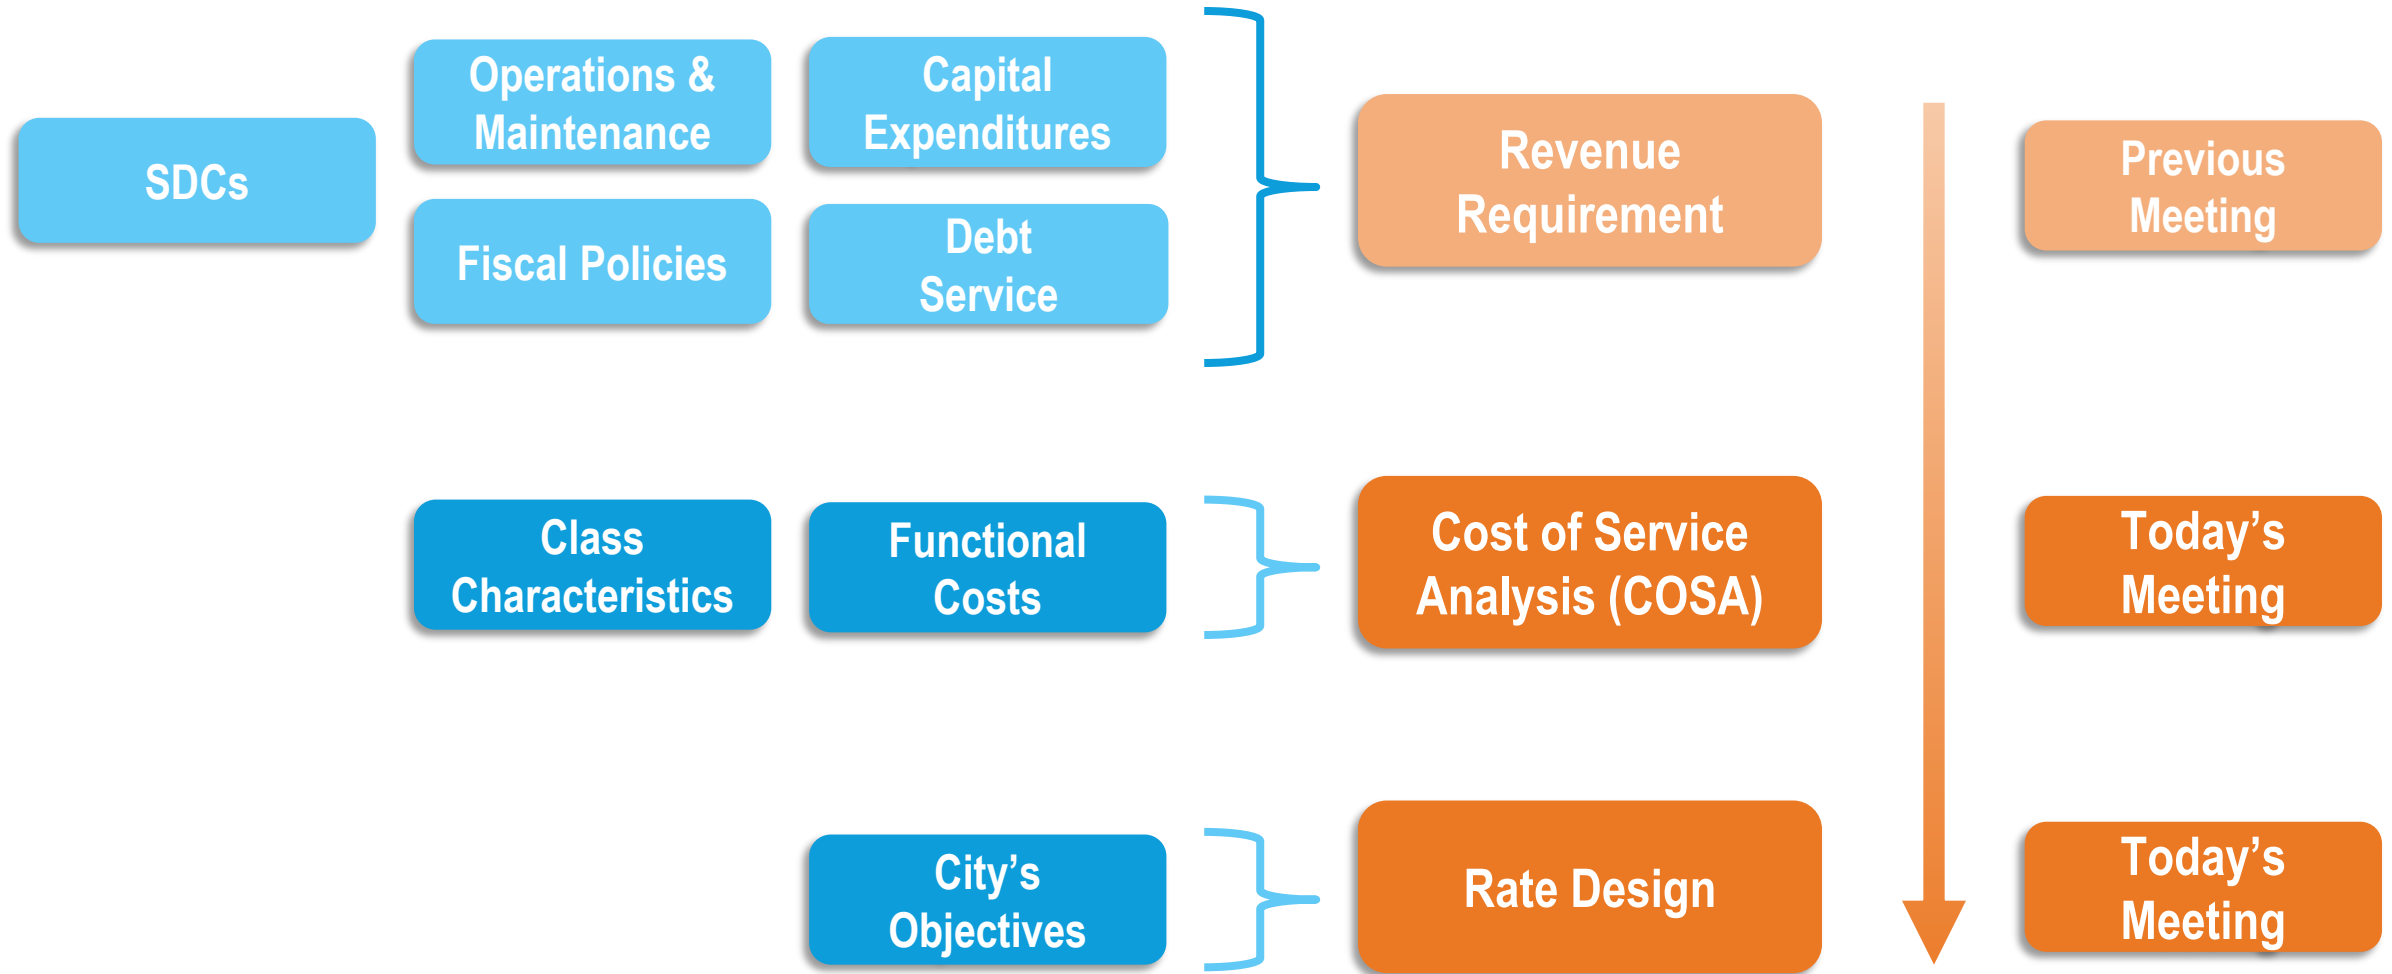 SDCs
Operations &
Maintenance
Capital
Expenditures
Fiscal Policies
Debt
Service
Revenue
Requirement
Previous
Meeting
Class
Characteristics
Functional
Costs
Cost of Service
Analysis (COSA)
Today’s
Meeting
City’s
Objectives
Rate Design
Today’s
Meeting